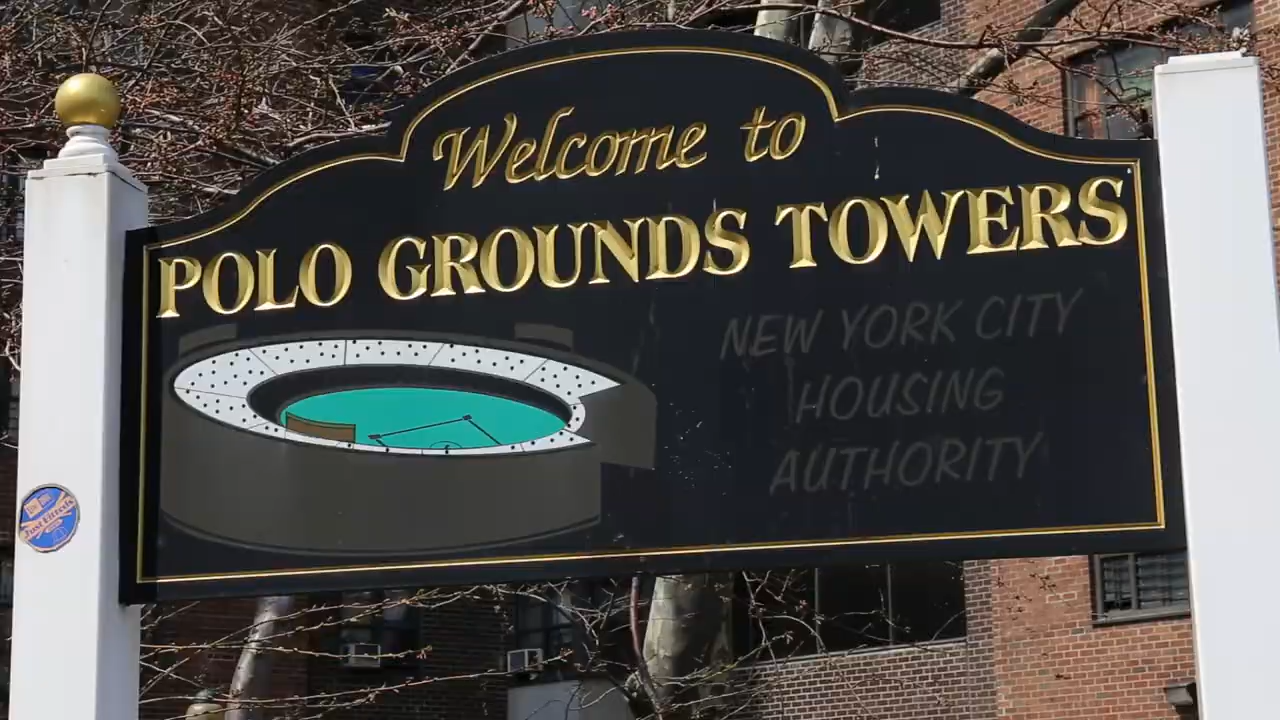 Welcome to
POLO GROUNDS TOWERS
NEW YORK CITY
HOUSING
AUTHORITY